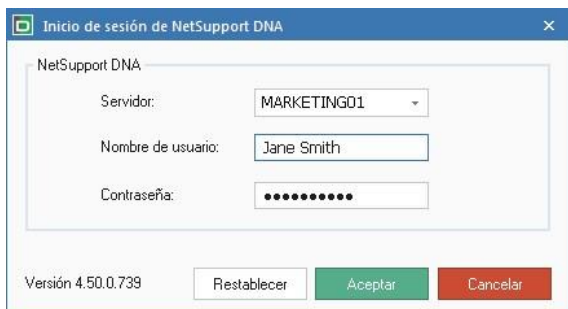 Inicio de sesión de NetSupport DNA
NetSupport DNA
Servidor: MARKETING01
Nombre de usuario: Jane Smith
Contraseña: ●●●●●●●●●●
Versión 4.50.0.739 Restablecer Aceptar Cancelar